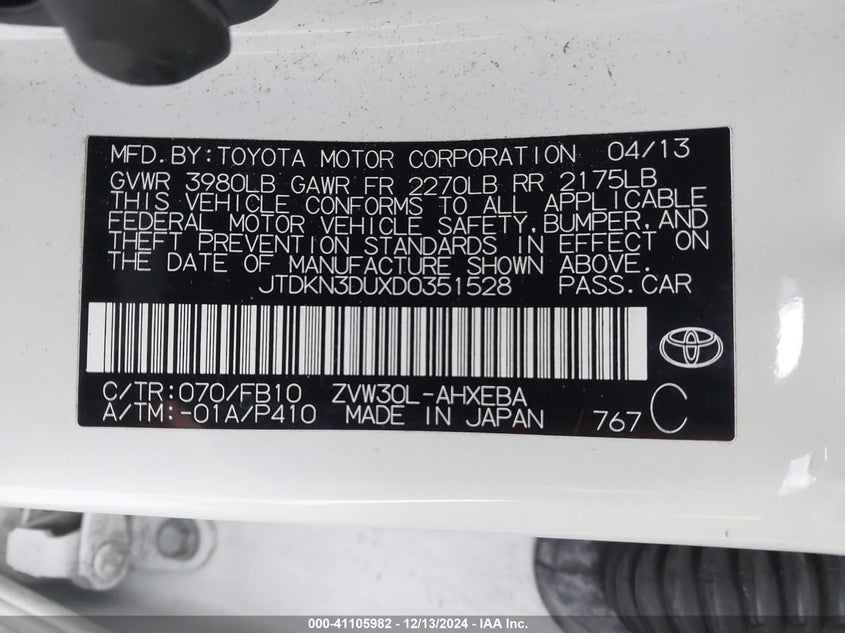 MFD.BY:TOYOTA MOTOR CORPORATION 04/13
GVWR 3980LB GAWR FR 2270LB RR 2175LB
THIS VEHICLE CONFORMS TO ALL APPLICABLE
FEDERAL MOTOR VEHICLE SAFETY,BUMPER,AND
THEFT PREVENTION STANDARDS IN EFFECT ON
THE DATE OF MANUFACTURE SHOWN ABOVE.
JTDKN3DUXD0351528 PASS.CAR
C/TR:070/FB10 ZVW30L-AHXEBA
A/TM:-01A/P410 MADE IN JAPAN 767 C
000-41105982 - 12/13/2024 - IAA Inc.